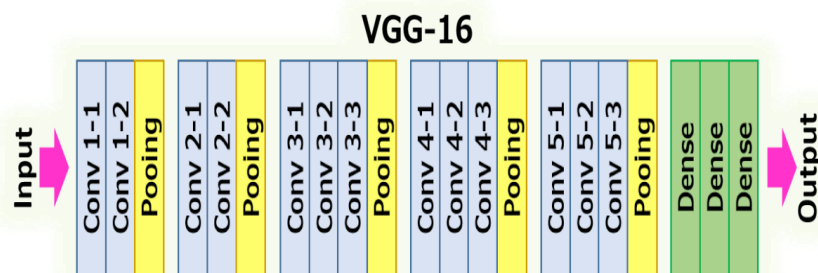 VGG-16
Input
Conv 1-1
Conv 1-2
Pooing
Conv 2-1
Conv 2-2
Pooing
Conv 3-1
Conv 3-2
Conv 3-3
Pooing
Conv 4-1
Conv 4-2
Conv 4-3
Pooing
Conv 5-1
Conv 5-2
Conv 5-3
Pooing
Dense
Dense
Dense
Output